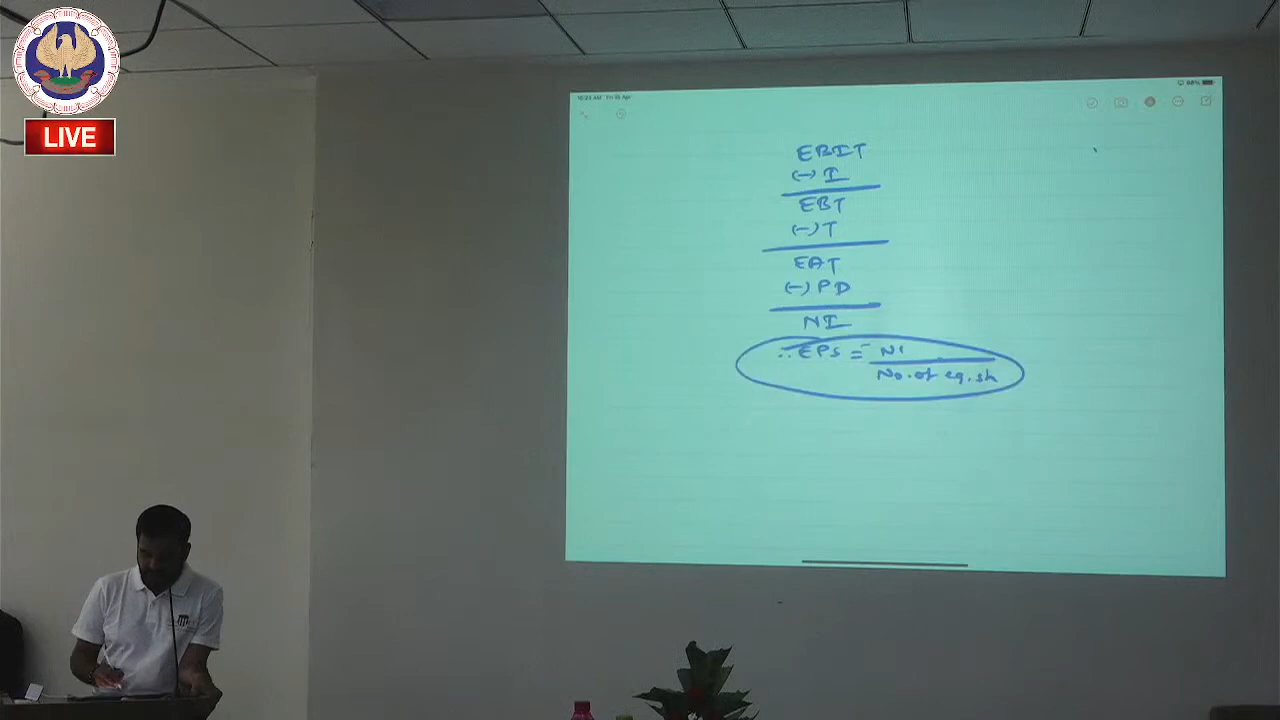 LIVE
EBIT
(-) I
EBT
(-) T
EAT
(-) PD
NI
∴ EPS = NI
No. of eq. sh